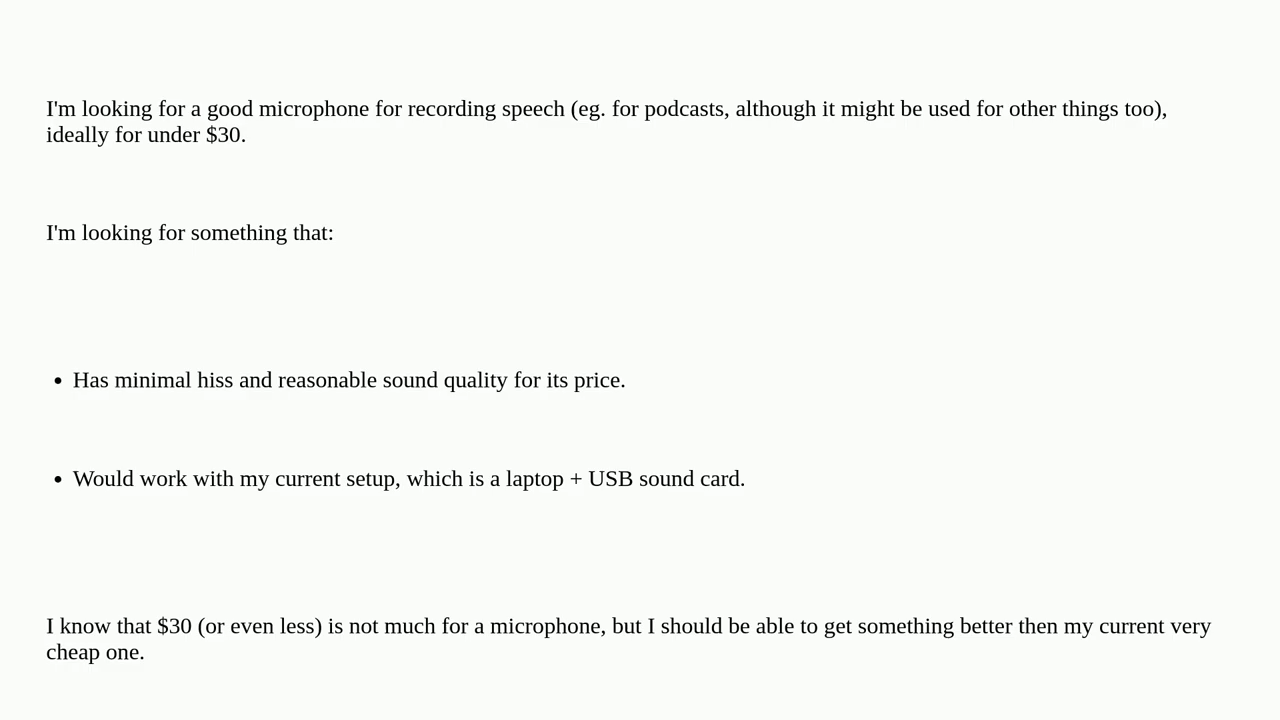 I'm looking for a good microphone for recording speech (eg. for podcasts, although it might be used for other things too),
ideally for under $30.
I'm looking for something that:
• Has minimal hiss and reasonable sound quality for its price.
• Would work with my current setup, which is a laptop + USB sound card.
I know that $30 (or even less) is not much for a microphone, but I should be able to get something better then my current very
cheap one.